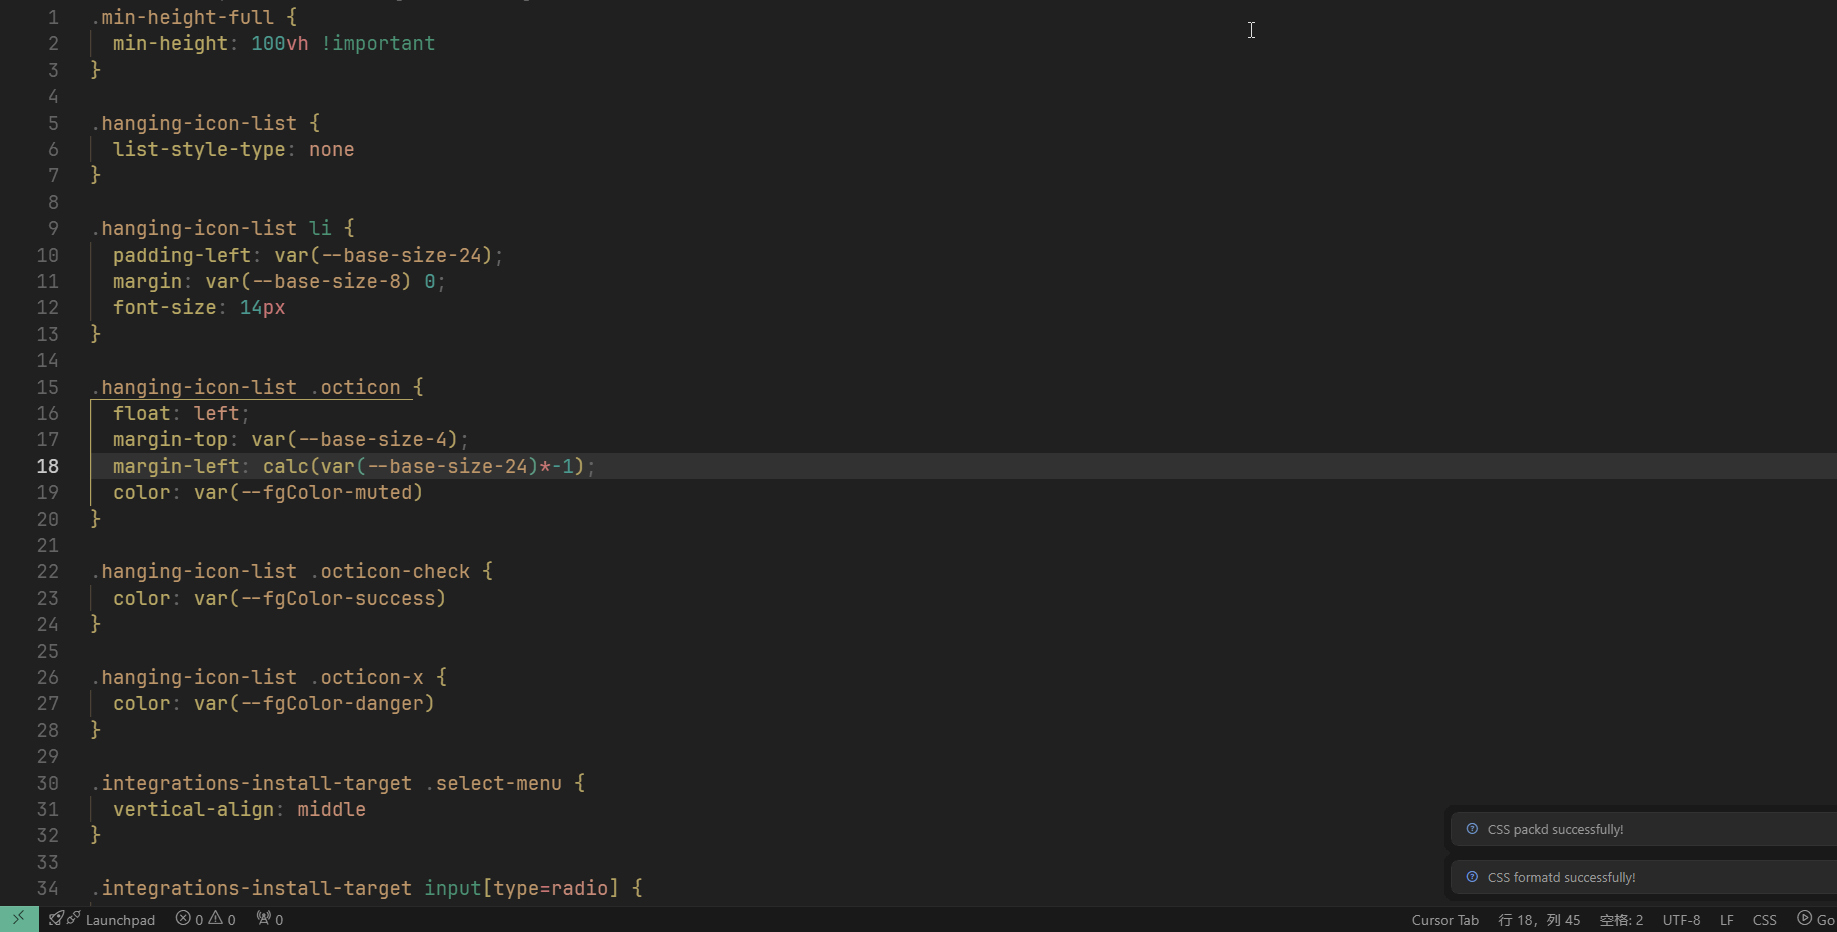 1 .min-height-full {
2 min-height: 100vh !important
3 }
4
5 .hanging-icon-list {
6 list-style-type: none
7 }
8
9 .hanging-icon-list li {
10 padding-left: var(--base-size-24);
11 margin: var(--base-size-8) 0;
12 font-size: 14px
13 }
14
15 .hanging-icon-list .octicon {
16 float: left;
17 margin-top: var(--base-size-4);
18 margin-left: calc(var(--base-size-24)*-1);
19 color: var(--fgColor-muted)
20 }
21
22 .hanging-icon-list .octicon-check {
23 color: var(--fgColor-success)
24 }
25
26 .hanging-icon-list .octicon-x {
27 color: var(--fgColor-danger)
28 }
29
30 .integrations-install-target .select-menu {
31 vertical-align: middle
32 }
33
34 .integrations-install-target input[type=radio] {
CSS packd successfully!
CSS formatd successfully!
Launchpad 0 0 0 Cursor Tab 行 18，列 45 空格: 2 UTF-8 LF CSS Go